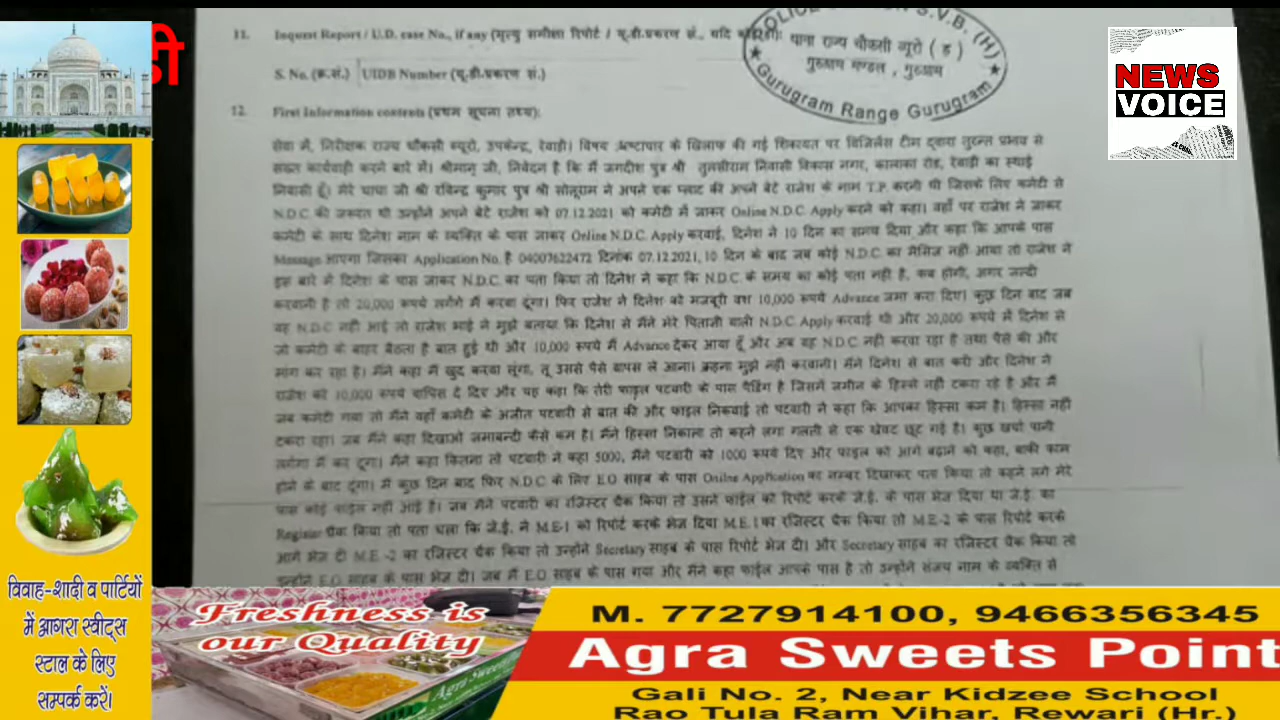 डी
11. Inquest Report / U.D. case No., if any (मृत्यु समीक्षा रिपोर्ट / यू.डी.प्रकरण सं., यदि कोई हो):
S. No. (क्र.सं.) UIDB Number (यू.डी.प्रकरण सं.)
POLICE S.V.B. (H)
थाना राज्य चौकसी ब्यूरो ( ह )
गुरुग्राम मण्डल , गुरुग्राम
Gurugram Range Gurugram
12. First Information contents (प्रथम सूचना तथ्य):
सेवा में, निरीक्षक राज्य चौकसी ब्यूरो, उपकेन्द्र, रेवाड़ी। विषय :भ्रष्टाचार के खिलाफ की गई शिकायत पर विजिलेंस टीम द्वारा तुरन्त प्रभाव से
सख्त कार्यवाही करने बारे में। श्रीमान् जी, निवेदन है कि मैं जगदीश पुत्र श्री तुलसीराम निवासी विकास नगर, कालाका रोड, रेवाड़ी का स्थाई
निवासी हूँ। मेरे चाचा जी श्री रविन्द्र कुमार पुत्र श्री सोलूराम ने अपने एक प्लाट की अपने बेटे राजेश के नाम T.P. करनी थी जिसके लिए कमेटी से
N.D.C. की जरूरत थी उन्होंने अपने बेटे राजेश को 07.12.2021 को कमेटी में जाकर Online N.D.C. Apply करने को कहा। वहाँ पर राजेश ने जाकर
कमेटी के साथ दिनेश नाम के व्यक्ति के पास जाकर Online N.D.C. Apply करवाई, दिनेश ने 10 दिन का समय दिया और कहा कि आपके पास
Message आएगा जिसका Application No. है 04007622472 दिनांक 07.12.2021, 10 दिन के बाद जब कोई N.D.C. का मैसिज नहीं आया तो राजेश ने
इस बारे में दिनेश के पास जाकर N.D.C. का पता किया तो दिनेश ने कहा कि N.D.C. के समय का कोई पता नही है, कब होगी, अगर जल्दी
करवानी है तो 20,000 रूपये लगेंगे मैं करवा दूंगा। फिर राजेश ने दिनेश को मजबूरी वश 10,000 रूपये Advance जमा करा दिए। कुछ दिन बाद जब
वह N.D.C. नही आई तो राजेश भाई ने मुझे बताया कि दिनेश से मैंने मेरे पिताजी वाली N.D.C. Apply करवाई थी और 20,000 रूपये में दिनेश से
जो कमेटी के बाहर बैठता है बात हुई थी और 10,000 रूपये मैं Advance देकर आया हूँ और अब वह N.D.C. नही करवा रहा है तथा पैसे की और
मांग कर रहा है। मैंने कहा मैं खुद करवा लूंगा, तू उससे पैसे वापस ले आना। कहना मुझे नही करवानी। मैंने दिनेश से बात करी और दिनेश ने
राजेश को 10,000 रूपये वापिस दे दिए और यह कहा कि तेरी फाइल पटवारी के पास पैंडिंग है जिसमें जमीन के हिस्से नही टकरा रहे है और मैं
जब कमेटी गया तो मैंने वहाँ कमेटी के अजीत पटवारी से बात की और फाइल निकवाई तो पटवारी ने कहा कि आपका हिस्सा कम है। हिस्सा नही
टकरा रहा। जब मैंने कहा दिखाओ जमाबन्दी कैसे कम है। मैंने हिस्सा निकाला तो कहने लगा गलती से एक खेवट छूट गई है। कुछ खर्चा पानी
लगेगा मैं कर दूंगा। मैंने कहा कितना तो पटवारी ने कहा 5000, मैंने पटवारी को 1000 रूपये दिए और फाइल को आगे बढ़ाने को कहा, बाकी काम
होने के बाद दूंगा। मैं कुछ दिन बाद फिर N.D.C. के लिए E.O साहब के पास Online Application का नम्बर दिखाकर पता किया तो कहने लगे मेरे
पास कोई फाईल नही आई है। जब मैंने पटवारी का रजिस्टर चैक किया तो उसने फाईल को रिपोर्ट करके जे.ई. के पास भेज दिया था जे.ई. का
Register चैक किया तो पता चला कि जे.ई. ने M.E-1 को रिपोर्ट करके भेज दिया M.E.1 का रजिस्टर चैक किया तो M.E-2 के पास रिपोर्ट करके
आगे भेज दी M.E.-2 का रजिस्टर चैक किया तो उन्होंने Secretary साहब के पास रिपोर्ट भेज दी। और Secretary साहब का रजिस्टर चैक किया तो
उन्होंने E.O साहब के पास भेज दी। जब मैं E.O साहब के पास गया और मैंने कहा फाईल आपके पास है तो उन्होंने संजय नाम के व्यक्ति से
NEWS
VOICE
विवाह-शादी व पार्टियों
में आगरा स्वीट्स
स्टाल के लिए
सम्पर्क करें।
Freshness is
our Quality
Agra Sweets
M. 7727914100, 9466356345
Agra Sweets Point
Gali No. 2, Near Kidzee School
Rao Tula Ram Vihar, Rewari (Hr.)